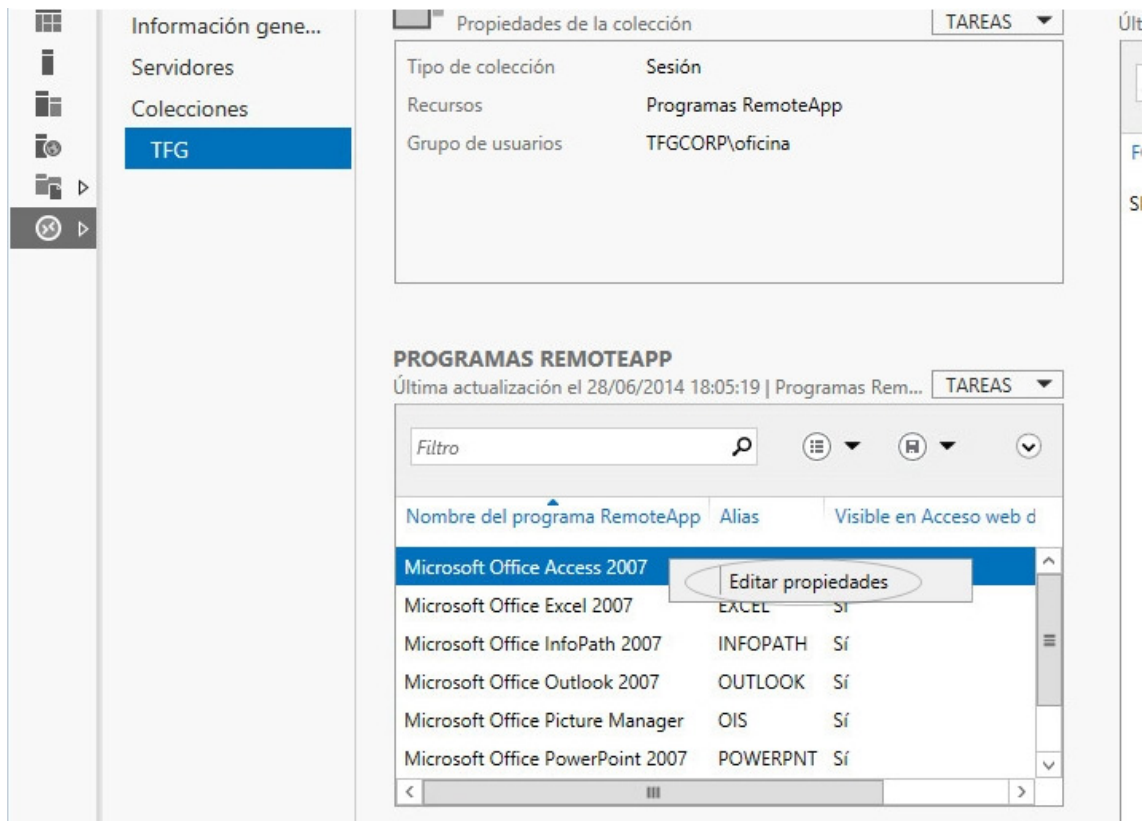 Información gene...
Servidores
Colecciones
TFG
Propiedades de la colección
TAREAS
Tipo de colección Sesión
Recursos Programas RemoteApp
Grupo de usuarios TFGCORP\oficina
PROGRAMAS REMOTEAPP
Última actualización el 28/06/2014 18:05:19 | Programas Rem... TAREAS
Filtro
Nombre del programa RemoteApp Alias Visible en Acceso web d
Microsoft Office Access 2007
Editar propiedades
Microsoft Office Excel 2007 EXCEL Sí
Microsoft Office InfoPath 2007 INFOPATH Sí
Microsoft Office Outlook 2007 OUTLOOK Sí
Microsoft Office Picture Manager OIS Sí
Microsoft Office PowerPoint 2007 POWERPNT Sí